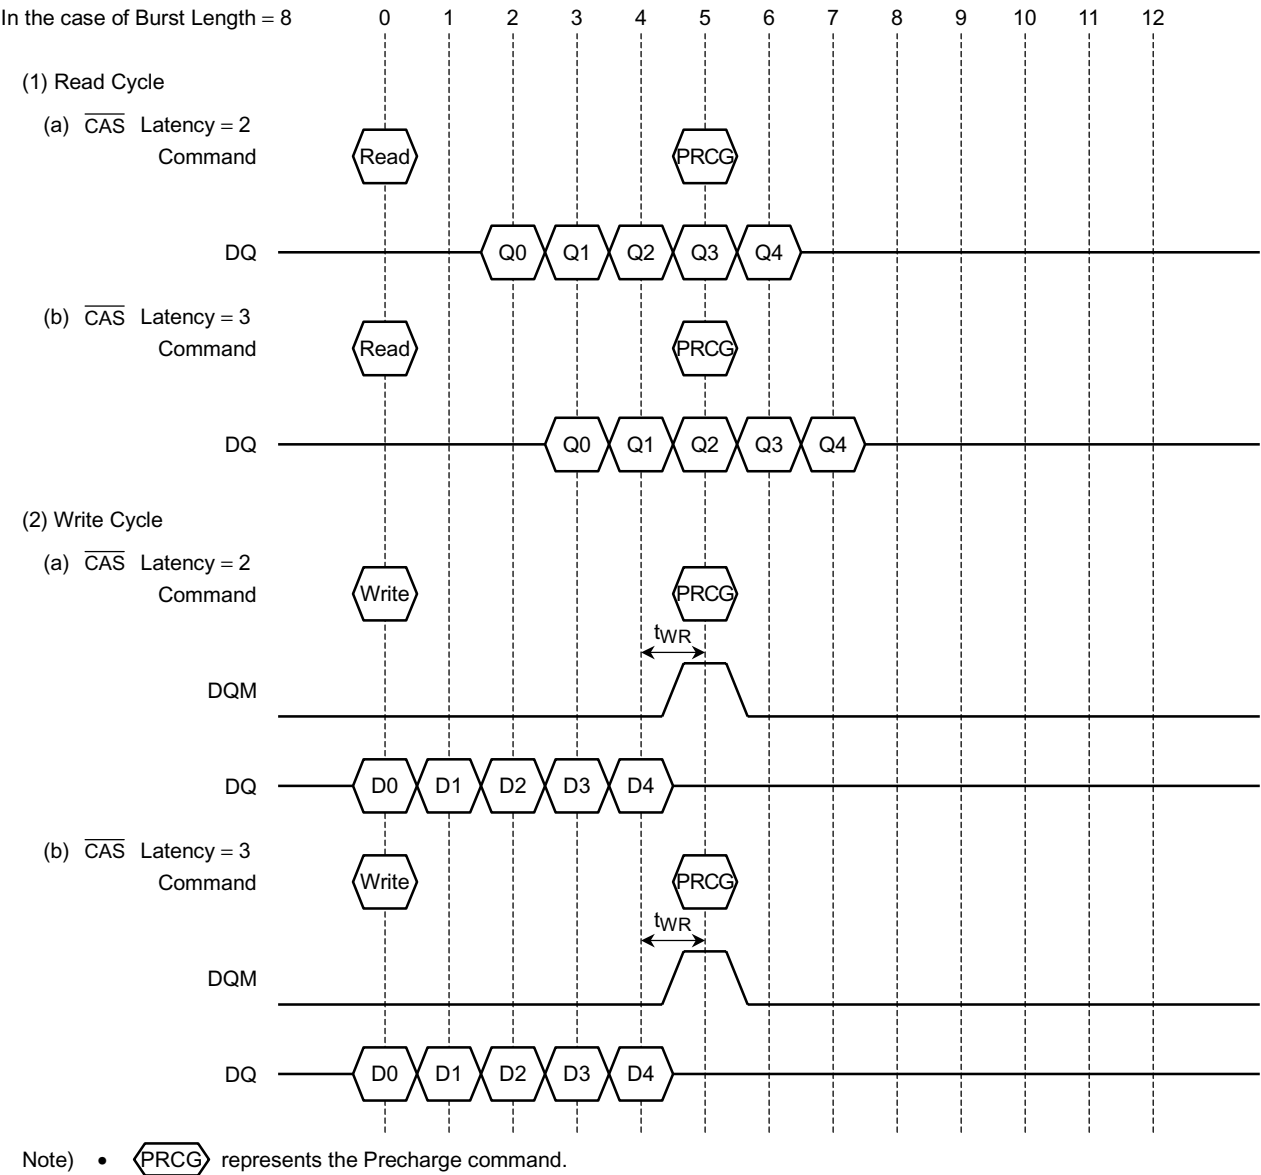 In the case of Burst Length = 8 0 1 2 3 4 5 6 7 8 9 10 11 12
(1) Read Cycle
(a) CAS Latency = 2
Command Read PRCG
DQ Q0 Q1 Q2 Q3 Q4
(b) CAS Latency = 3
Command Read PRCG
DQ Q0 Q1 Q2 Q3 Q4
(2) Write Cycle
(a) CAS Latency = 2
Command Write PRCG
tWR
DQM
DQ D0 D1 D2 D3 D4
(b) CAS Latency = 3
Command Write PRCG
tWR
DQM
DQ D0 D1 D2 D3 D4
Note) • PRCG represents the Precharge command.